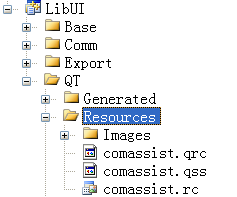 LibUI
Base
Comm
Export
QT
Generated
Resources
Images
comassist.qrc
comassist.qss
comassist.rc